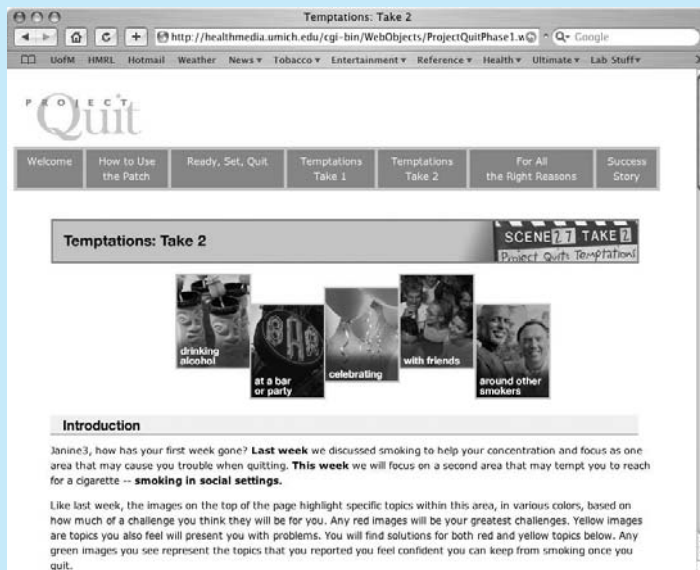 Temptations: Take 2
http://healthmedia.umich.edu/cgi-bin/WebObjects/ProjectQuitPhase1.w
Google
UofM HMRL Hotmail Weather News Tobacco Entertainment Reference Health Ultimate Lab Stuff
PROJECT
Quit
Welcome
How to Use
the Patch
Ready, Set, Quit
Temptations
Take 1
Temptations
Take 2
For All
the Right Reasons
Success
Story
Temptations: Take 2
SCENE 27 TAKE 2
Project Quits Temptations
drinking
alcohol
BAR
at a bar
or party
celebrating
with friends
around other
smokers
Introduction
Janine3, how has your first week gone? Last week we discussed smoking to help your concentration and focus as one
area that may cause you trouble when quitting. This week we will focus on a second area that may tempt you to reach
for a cigarette -- smoking in social settings.
Like last week, the images on the top of the page highlight specific topics within this area, in various colors, based on
how much of a challenge you think they will be for you. Any red images will be your greatest challenges. Yellow images
are topics you also feel will present you with problems. You will find solutions for both red and yellow topics below. Any
green images you see represent the topics that you reported you feel confident you can keep from smoking once you
quit.